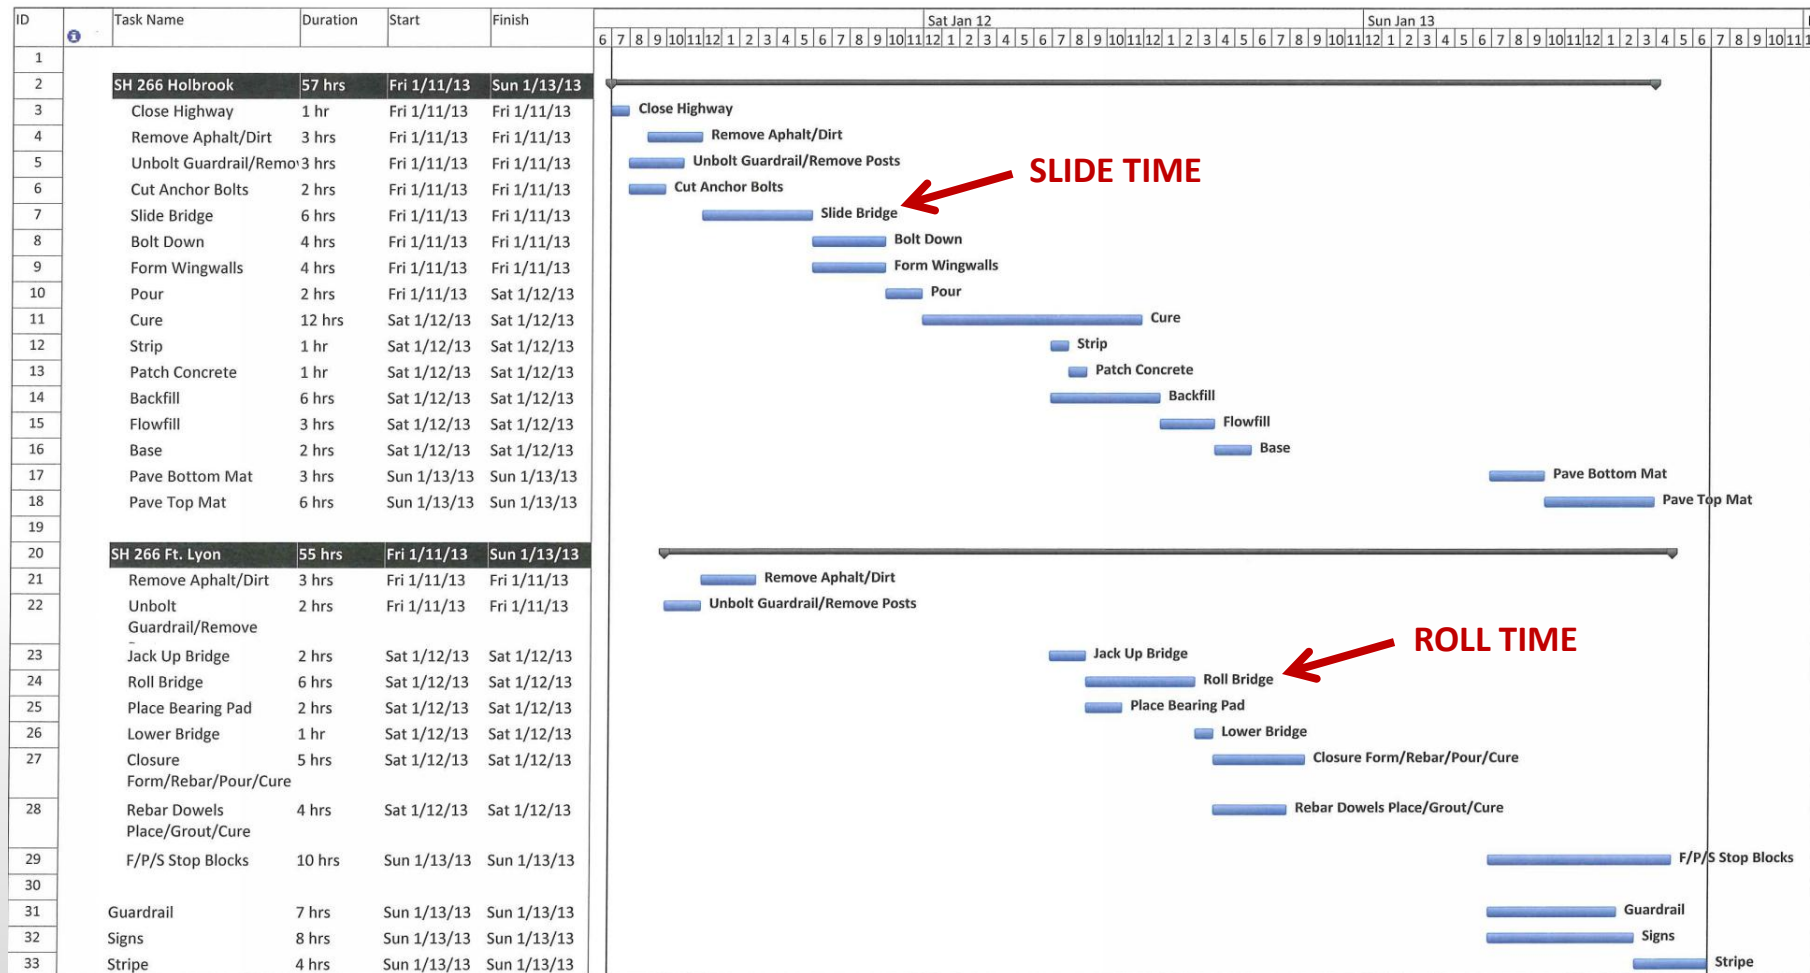 ID Task Name Duration Start Finish Sat Jan 12 Sun Jan 13
6 7 8 9 10 11 12 1 2 3 4 5 6 7 8 9 10 11 12 1 2 3 4 5 6 7 8 9 10 11 12 1 2 3 4 5 6 7 8 9 10 11 12 1 2 3 4 5 6 7 8 9 10 11 12 1 2 3 4 5 6 7 8 9 10 11 1
1
2 SH 266 Holbrook 57 hrs Fri 1/11/13 Sun 1/13/13
3 Close Highway 1 hr Fri 1/11/13 Fri 1/11/13 Close Highway
4 Remove Aphalt/Dirt 3 hrs Fri 1/11/13 Fri 1/11/13 Remove Aphalt/Dirt
5 Unbolt Guardrail/Remov 3 hrs Fri 1/11/13 Fri 1/11/13 Unbolt Guardrail/Remove Posts
SLIDE TIME
6 Cut Anchor Bolts 2 hrs Fri 1/11/13 Fri 1/11/13 Cut Anchor Bolts
7 Slide Bridge 6 hrs Fri 1/11/13 Fri 1/11/13 Slide Bridge
8 Bolt Down 4 hrs Fri 1/11/13 Fri 1/11/13 Bolt Down
9 Form Wingwalls 4 hrs Fri 1/11/13 Fri 1/11/13 Form Wingwalls
10 Pour 2 hrs Fri 1/11/13 Sat 1/12/13 Pour
11 Cure 12 hrs Sat 1/12/13 Sat 1/12/13 Cure
12 Strip 1 hr Sat 1/12/13 Sat 1/12/13 Strip
13 Patch Concrete 1 hr Sat 1/12/13 Sat 1/12/13 Patch Concrete
14 Backfill 6 hrs Sat 1/12/13 Sat 1/12/13 Backfill
15 Flowfill 3 hrs Sat 1/12/13 Sat 1/12/13 Flowfill
16 Base 2 hrs Sat 1/12/13 Sat 1/12/13 Base
17 Pave Bottom Mat 3 hrs Sun 1/13/13 Sun 1/13/13 Pave Bottom Mat
18 Pave Top Mat 6 hrs Sun 1/13/13 Sun 1/13/13 Pave Top Mat
19
20 SH 266 Ft. Lyon 55 hrs Fri 1/11/13 Sun 1/13/13
21 Remove Aphalt/Dirt 3 hrs Fri 1/11/13 Fri 1/11/13 Remove Aphalt/Dirt
22 Unbolt 2 hrs Fri 1/11/13 Fri 1/11/13 Unbolt Guardrail/Remove Posts
Guardrail/Remove
ROLL TIME
23 Jack Up Bridge 2 hrs Sat 1/12/13 Sat 1/12/13 Jack Up Bridge
24 Roll Bridge 6 hrs Sat 1/12/13 Sat 1/12/13 Roll Bridge
25 Place Bearing Pad 2 hrs Sat 1/12/13 Sat 1/12/13 Place Bearing Pad
26 Lower Bridge 1 hr Sat 1/12/13 Sat 1/12/13 Lower Bridge
27 Closure 5 hrs Sat 1/12/13 Sat 1/12/13 Closure Form/Rebar/Pour/Cure
Form/Rebar/Pour/Cure
28 Rebar Dowels 4 hrs Sat 1/12/13 Sat 1/12/13 Rebar Dowels Place/Grout/Cure
Place/Grout/Cure
29 F/P/S Stop Blocks 10 hrs Sun 1/13/13 Sun 1/13/13 F/P/S Stop Blocks
30
31 Guardrail 7 hrs Sun 1/13/13 Sun 1/13/13 Guardrail
32 Signs 8 hrs Sun 1/13/13 Sun 1/13/13 Signs
33 Stripe 4 hrs Sun 1/13/13 Sun 1/13/13 Stripe